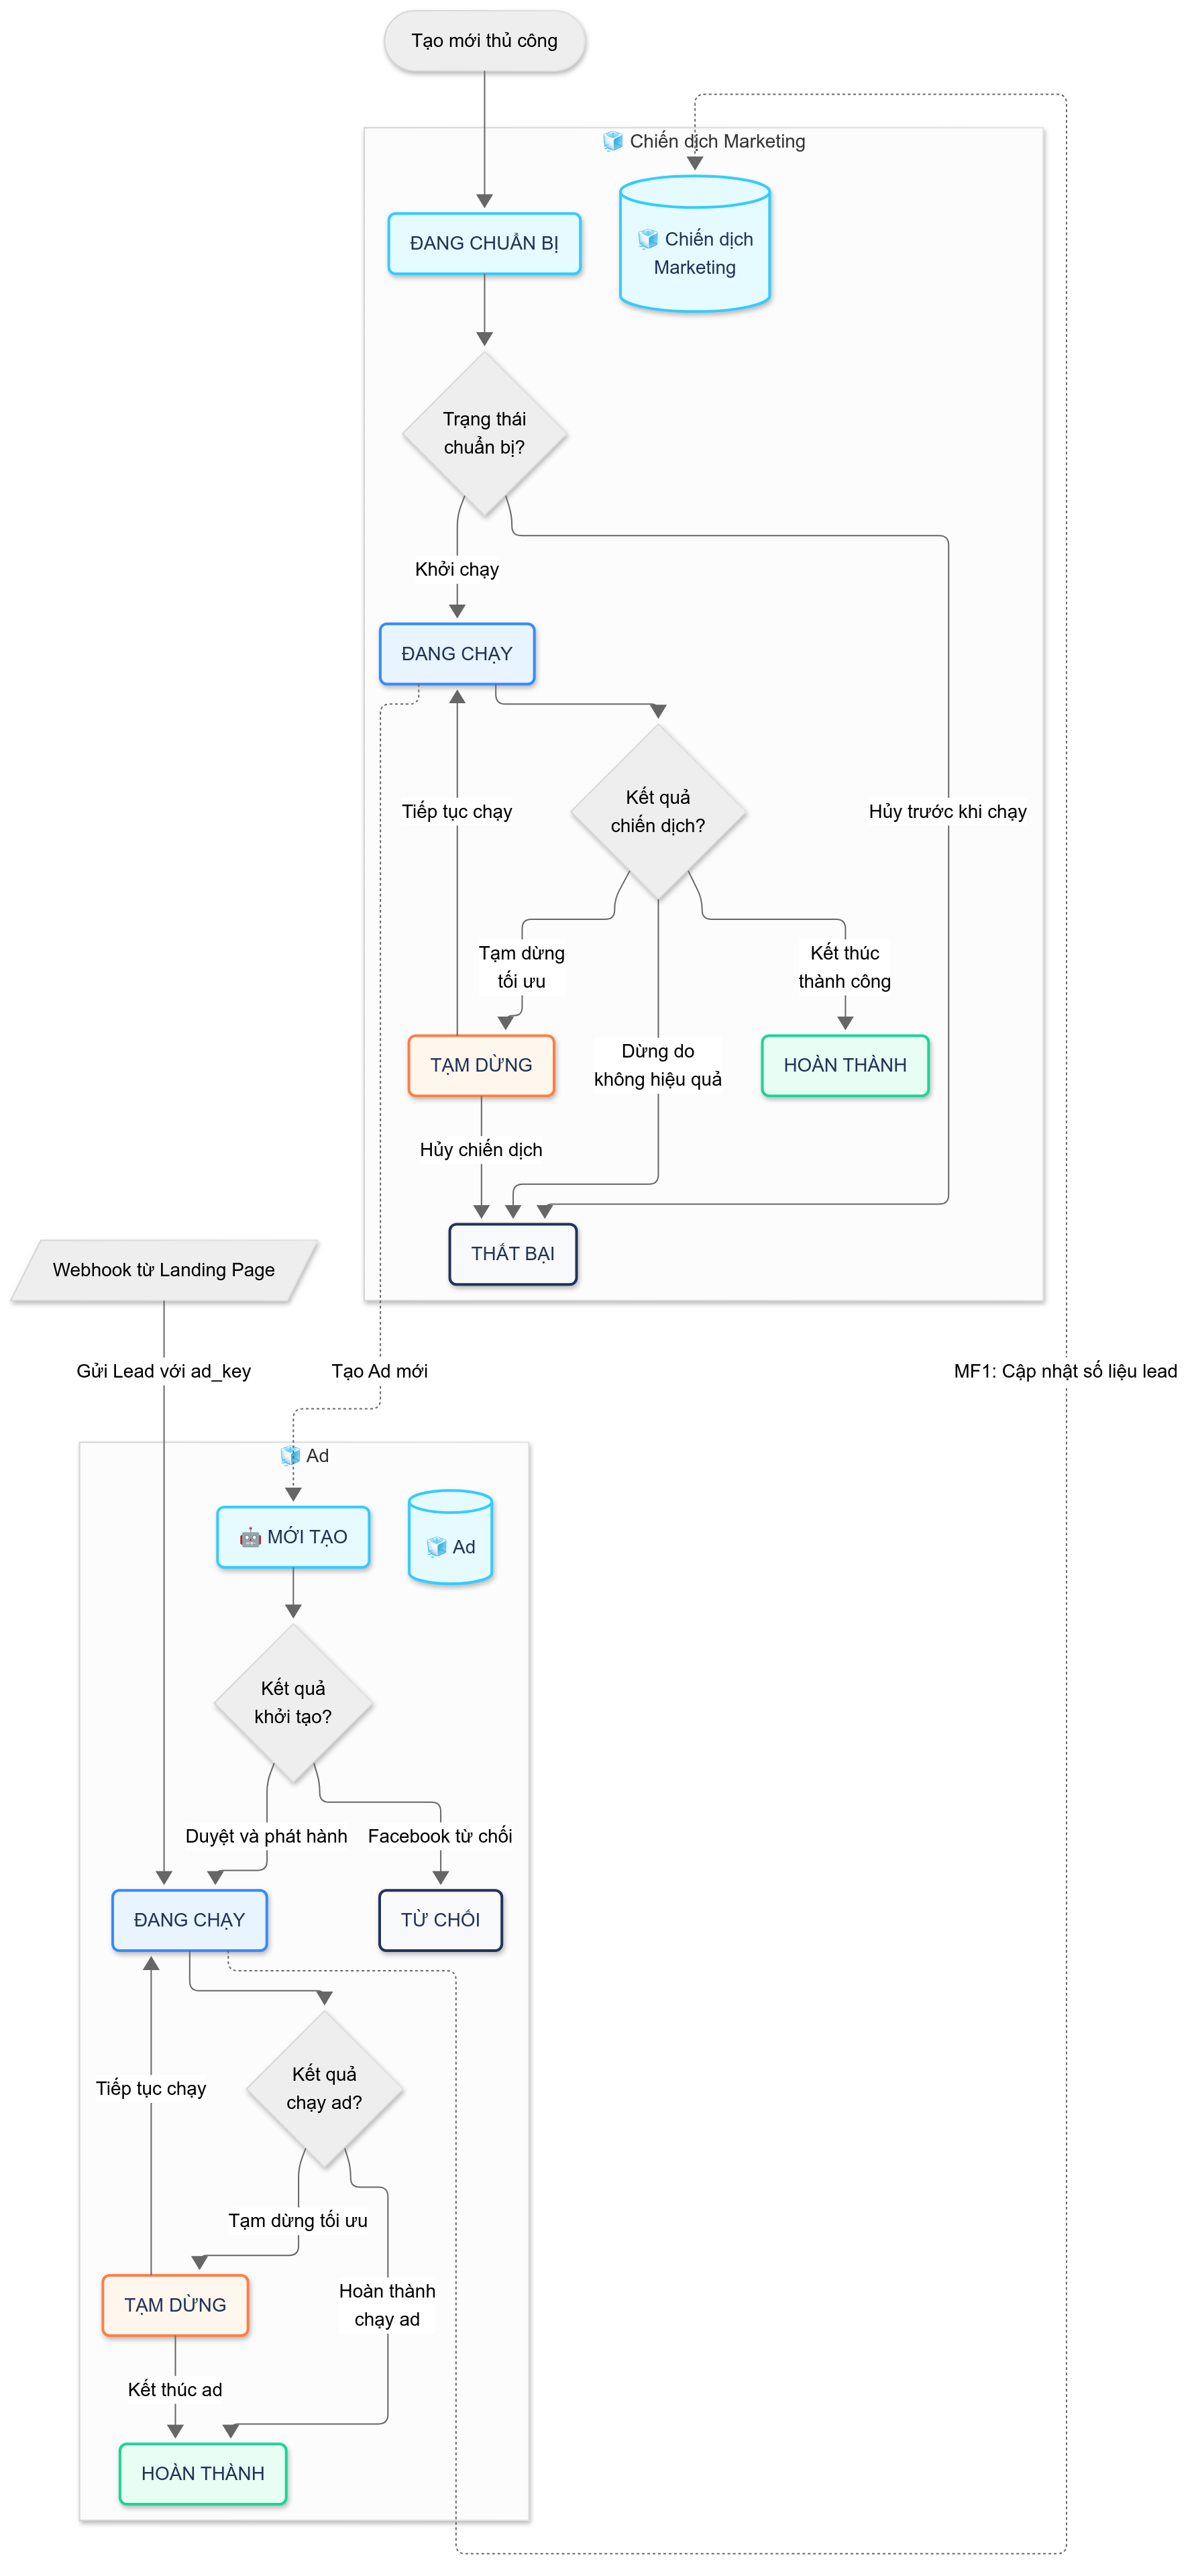 Tạo mới thủ công
🧊 Chiến dịch Marketing
ĐANG CHUẨN BỊ
🧊 Chiến dịch
Marketing
Trạng thái
chuẩn bị?
Khởi chạy
ĐANG CHẠY
Kết quả
chiến dịch?
Tiếp tục chạy
Hủy trước khi chạy
Tạm dừng
tối ưu
Kết thúc
thành công
TẠM DỪNG
Dừng do
không hiệu quả
HOÀN THÀNH
Hủy chiến dịch
THẤT BẠI
Webhook từ Landing Page
Gửi Lead với ad_key
Tạo Ad mới
MF1: Cập nhật số liệu lead
🧊 Ad
🤖 MỚI TẠO
🧊 Ad
Kết quả
khởi tạo?
Duyệt và phát hành
Facebook từ chối
ĐANG CHẠY
TỪ CHỐI
Kết quả
chạy ad?
Tiếp tục chạy
Tạm dừng tối ưu
Hoàn thành
chạy ad
TẠM DỪNG
Kết thúc ad
HOÀN THÀNH